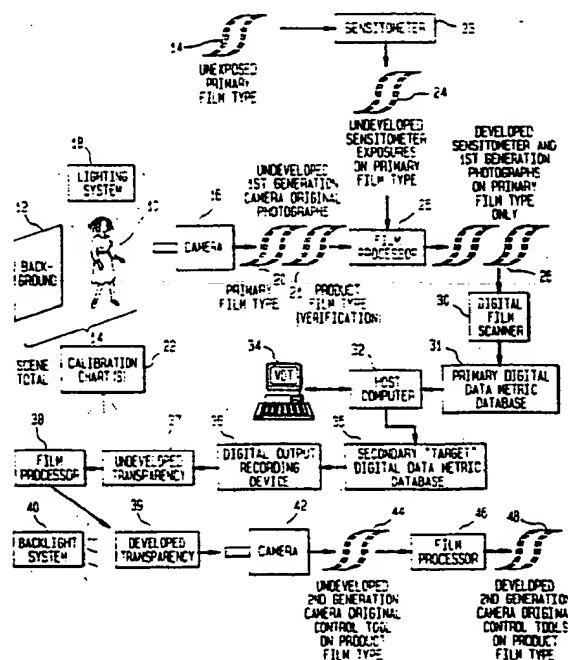 14
SENSITOMETER
23
UNEXPOSED
PRIMARY
FILM TYPE
24
UNDEVELOPED
SENSITOMETER
EXPOSURES
ON PRIMARY
FILM TYPE
DEVELOPED
SENSITOMETER AND
1ST GENERATION
PHOTOGRAPHS
ON PRIMARY
FILM TYPE
ONLY
18
LIGHTING
SYSTEM
UNDEVELOPED
1ST GENERATION
CAMERA ORIGINAL
PHOTOGRAPHS
12
10
BACK-
GROUND
16
CAMERA
20
21
FILM
PROCESSOR
26
PRIMARY
FILM TYPE
PRODUCT
FILM TYPE
(VERIFICATION)
30
DIGITAL
FILM
SCANNER
14
SCENE
TOTAL
22
CALIBRATION
CHART(S)
34
VDT
32
HOST
COMPUTER
31
PRIMARY DIGITAL
DATA METRIC
DATABASE
38
FILM
PROCESSOR
37
UNDEVELOPED
TRANSPARENCY
36
DIGITAL OUTPUT
RECORDING
DEVICE
35
SECONDARY "TARGET"
DIGITAL DATA METRIC
DATABASE
40
BACKLIGHT
SYSTEM
39
DEVELOPED
TRANSPARENCY
42
CAMERA
44
FILM
PROCESSOR
46
48
UNDEVELOPED
2ND GENERATION
CAMERA ORIGINAL
CONTROL TOOL
ON PRODUCT
FILM TYPE
DEVELOPED
2ND GENERATION
CAMERA ORIGINAL
CONTROL TOOLS
ON PRODUCT
FILM TYPE